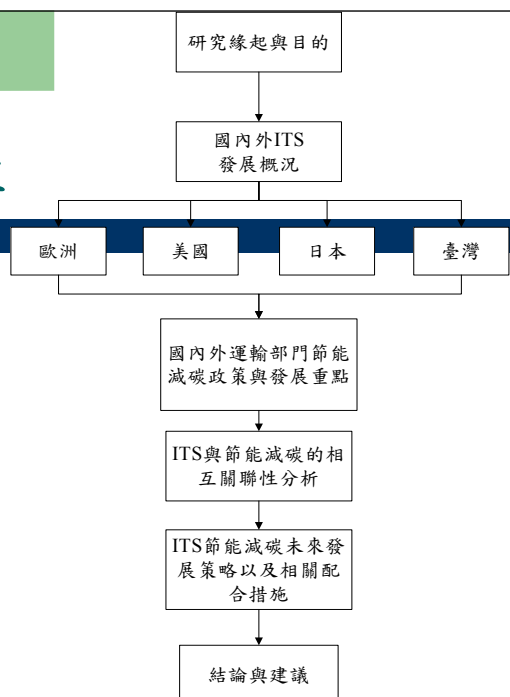 研究緣起與目的
國內外ITS
發展概況
歐洲
美國
日本
臺灣
國內外運輸部門節能
減碳政策與發展重點
ITS與節能減碳的相
互關聯性分析
ITS節能減碳未來發
展策略以及相關配
合措施
結論與建議